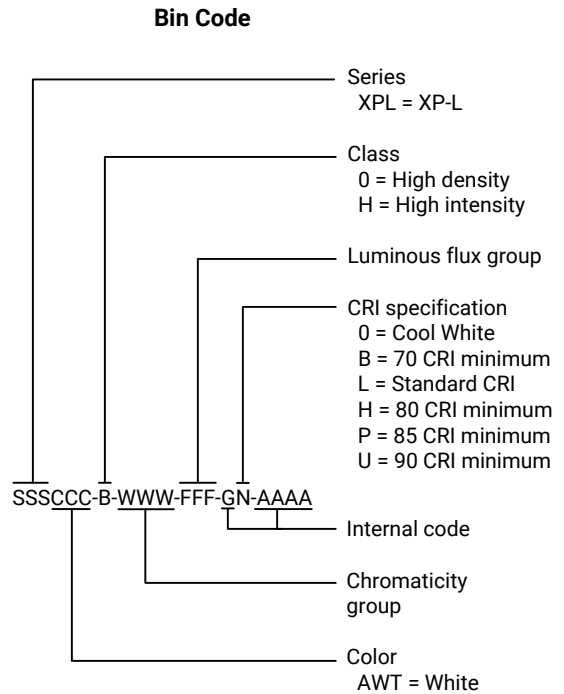 Bin Code
Series
XPL = XP-L
Class
0 = High density
H = High intensity
Luminous flux group
CRI specification
0 = Cool White
B = 70 CRI minimum
L = Standard CRI
H = 80 CRI minimum
P = 85 CRI minimum
U = 90 CRI minimum
SSSCCC-B-WWW-FFF-GN-AAAA
Internal code
Chromaticity
group
Color
AWT = White